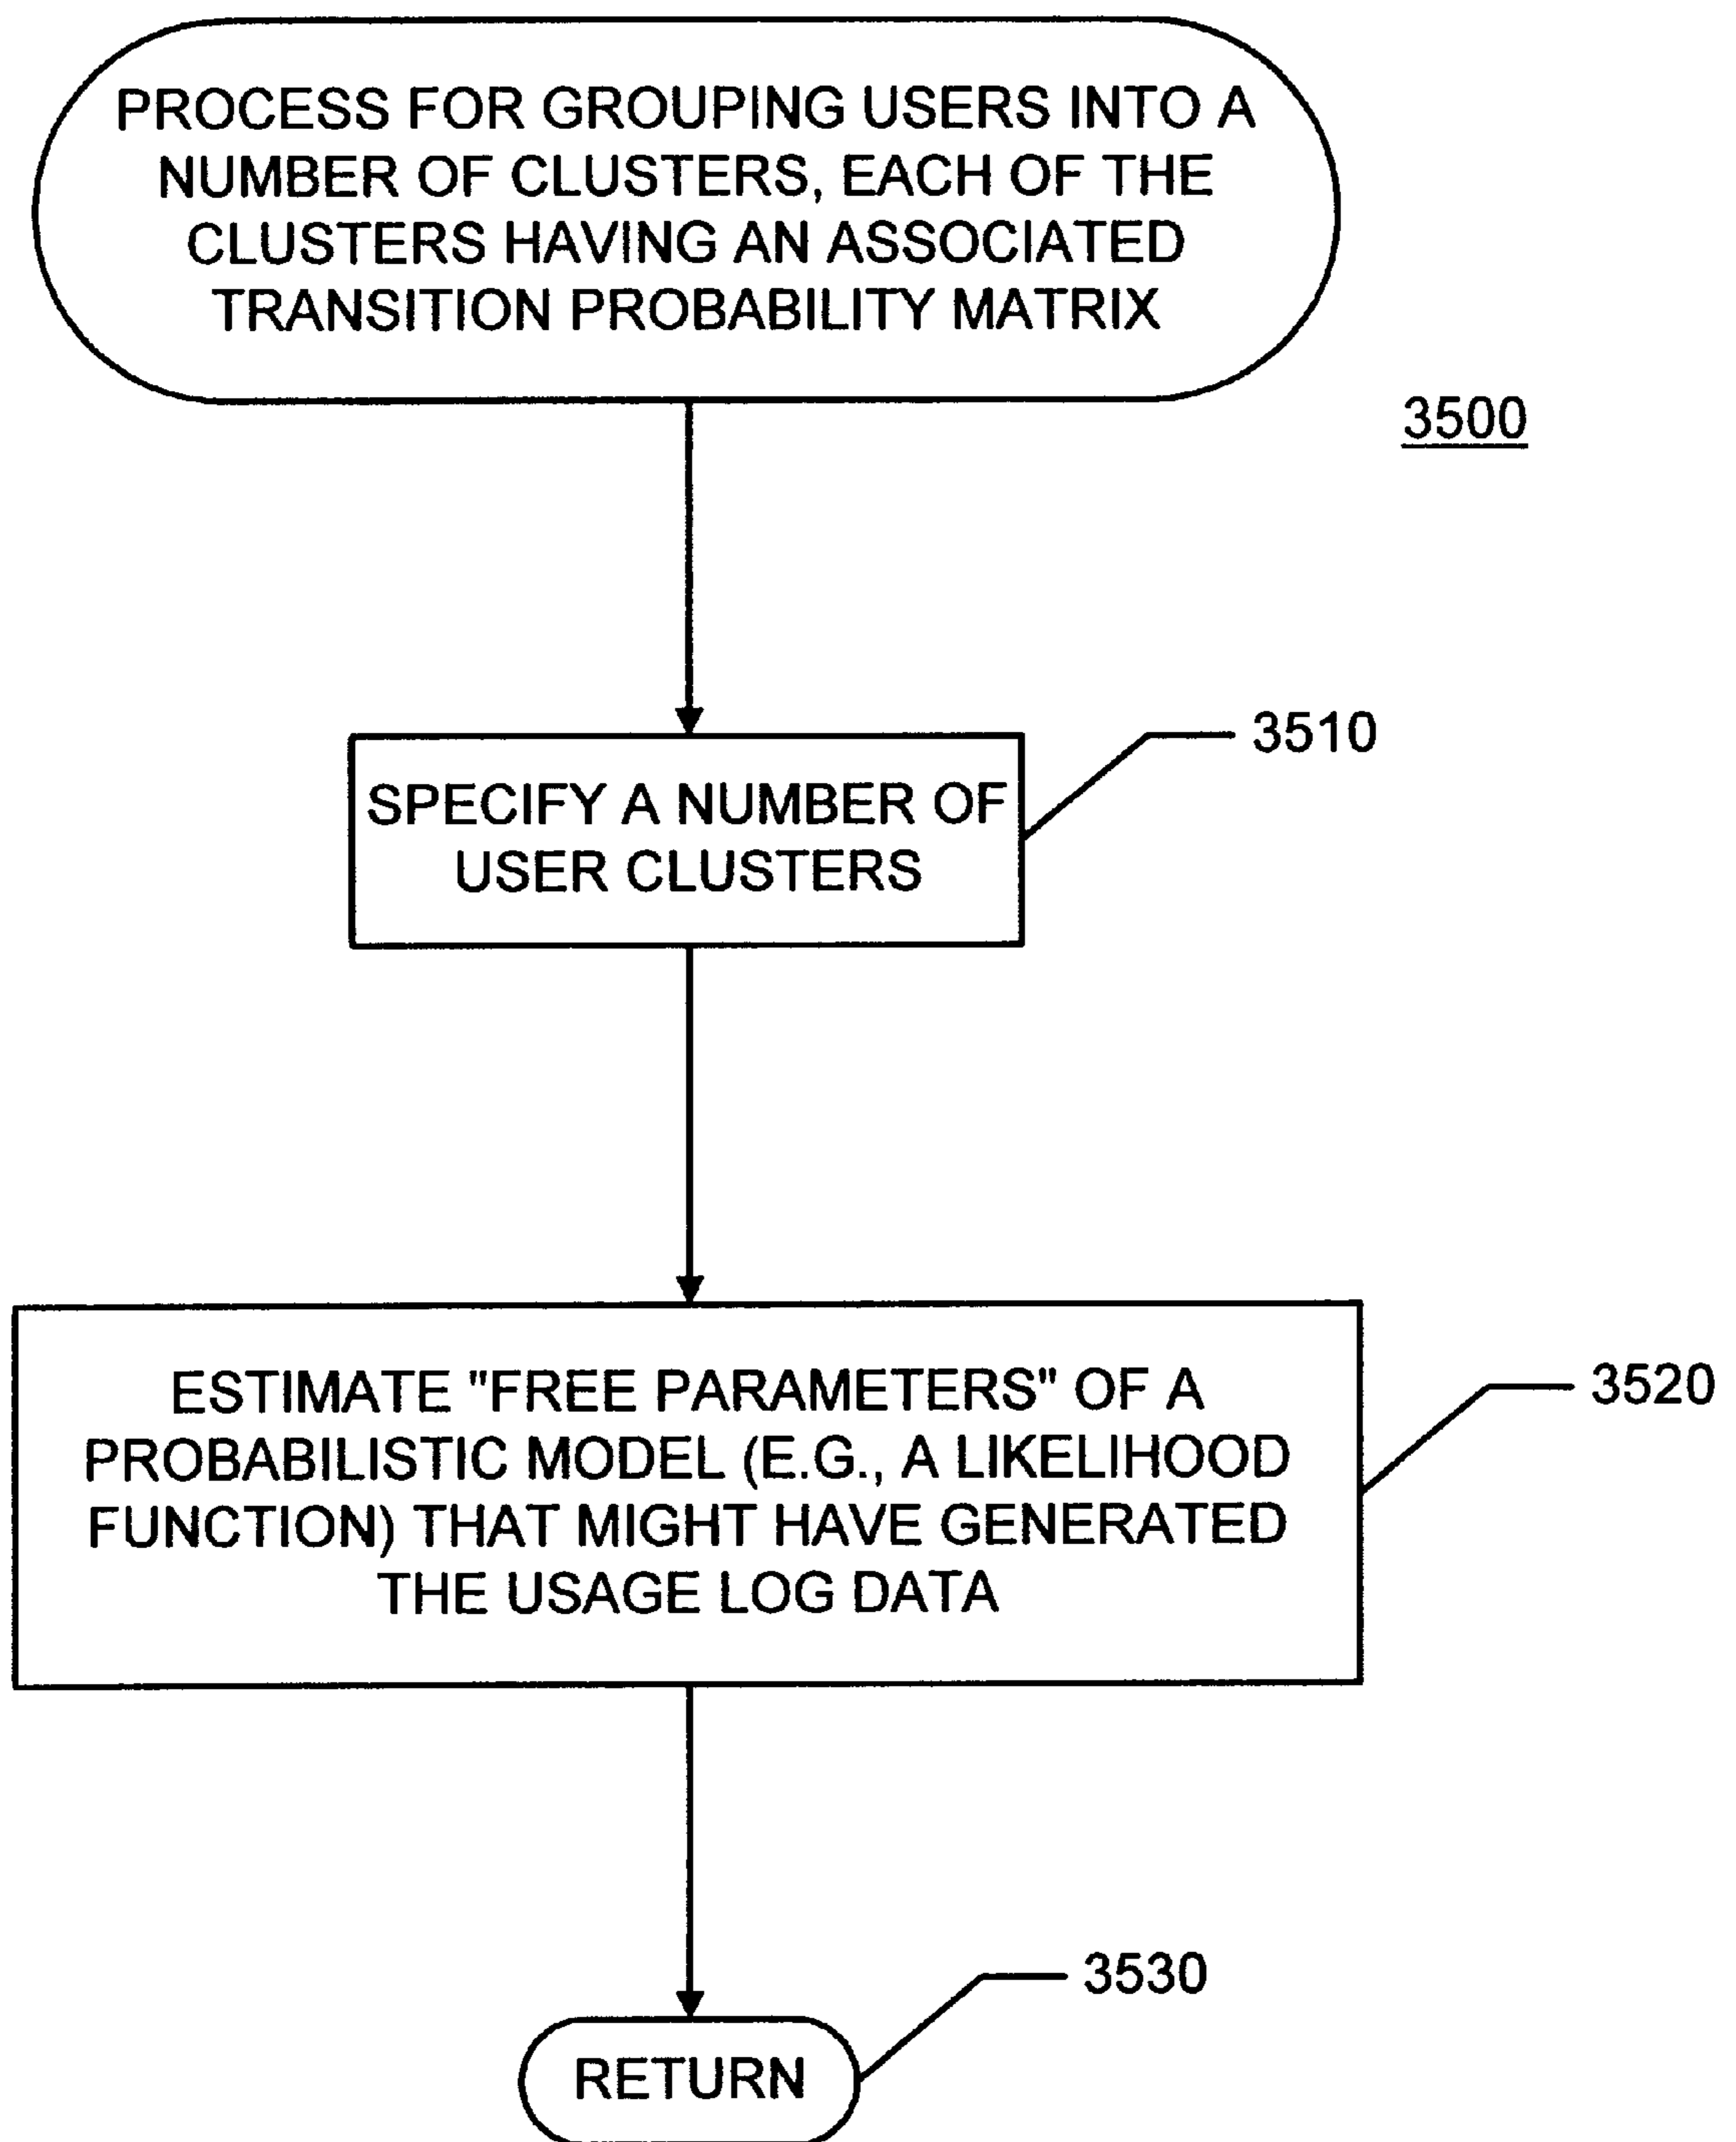 PROCESS FOR GROUPING USERS INTO A
NUMBER OF CLUSTERS, EACH OF THE
CLUSTERS HAVING AN ASSOCIATED
TRANSITION PROBABILITY MATRIX
3500
3510
SPECIFY A NUMBER OF
USER CLUSTERS
3520
ESTIMATE "FREE PARAMETERS" OF A
PROBABILISTIC MODEL (E.G., A LIKELIHOOD
FUNCTION) THAT MIGHT HAVE GENERATED
THE USAGE LOG DATA
3530
RETURN